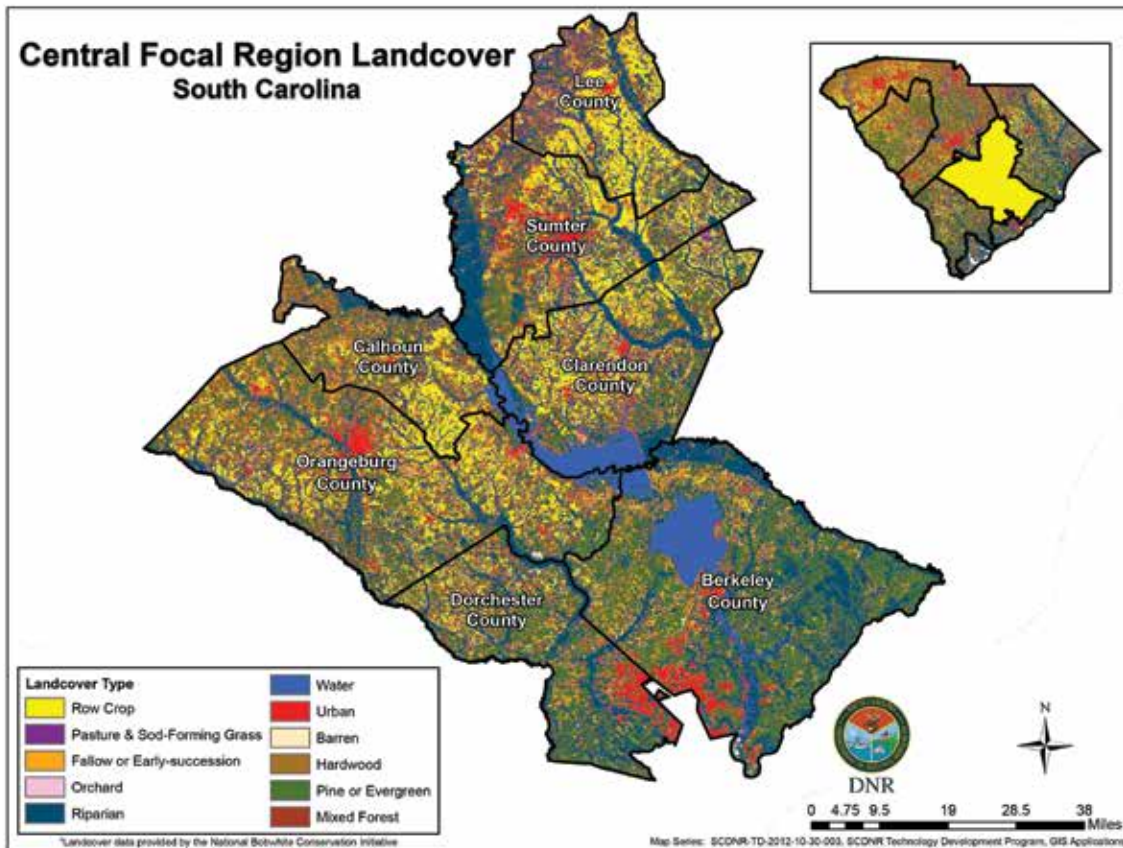 Central Focal Region Landcover
South Carolina
Lee
County
Sumter
County
Calhoun
County
Clarendon
County
Orangeburg
County
Berkeley
County
Dorchester
County
Landcover Type
Row Crop
Pasture & Sod-Forming Grass
Fallow or Early-succession
Orchard
Riparian
Water
Urban
Barren
Hardwood
Pine or Evergreen
Mixed Forest
DNR
N
0 4.75 9.5 19 28.5 38
Miles
*Landcover data provided by the National Bobwhite Conservation Initiative
Map Series: SCDNR-TD-2012-10-30-003, SCDNR Technology Development Program, GIS Applications